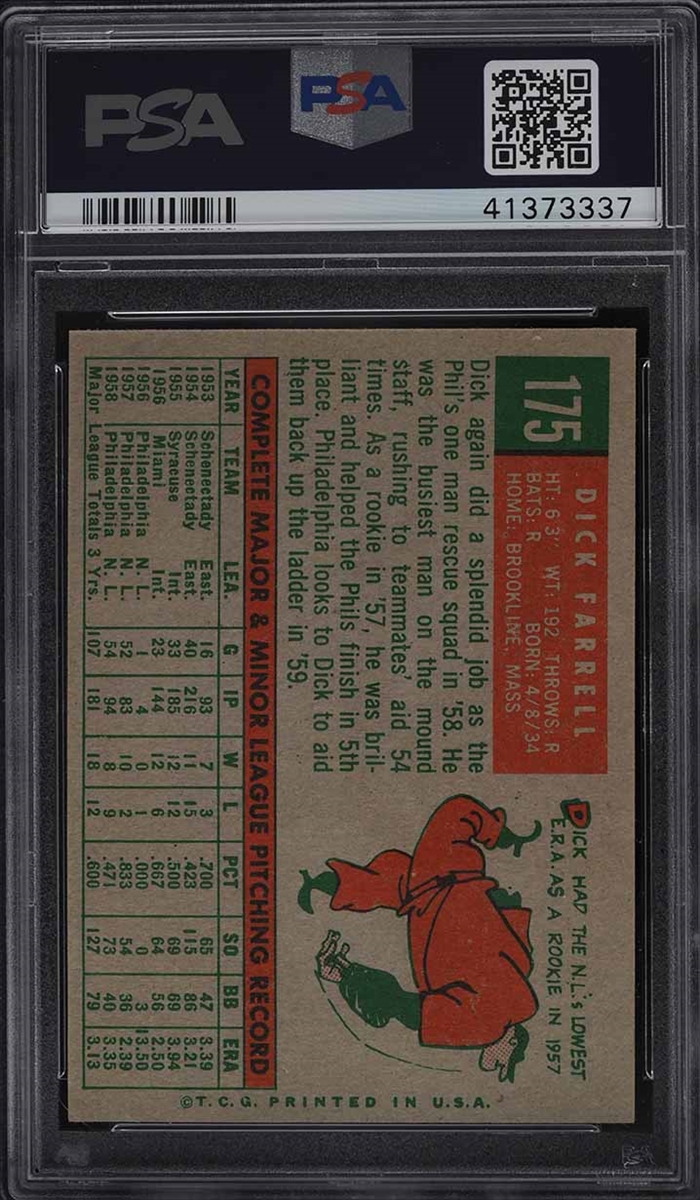 PSA
PSA
41373337
175
DICK FARRELL
HT: 6'3" WT: 192 THROWS: R
BATS: R BORN: 4/8/34
HOME: BROOKLINE, MASS.
Dick again did a splendid job as the
Phil's one man rescue squad in '58. He
was the busiest man on the mound
staff, rushing to teammates' aid 54
times. As a rookie in '57, he was bril-
liant and helped the Phils finish in 5th
place. Philadelphia looks to Dick to aid
them back up the ladder in '59.
DICK HAD THE N.L.'s LOWEST
E.R.A. AS A ROOKIE IN 1957
COMPLETE MAJOR & MINOR LEAGUE PITCHING RECORD
YEAR TEAM LEA. G IP W L PCT SO BB ERA
1953 Schenectady East. 16 93 7 3 .700 65 47 3.39
1954 Schenectady East. 40 216 11 15 .423 115 86 3.21
1955 Syracuse Int. 33 185 12 12 .500 69 69 3.94
1956 Miami Int. 23 144 12 6 .667 64 56 2.50
1956 Philadelphia N. L. 1 4 0 1 .000 0 3 13.50
1957 Philadelphia N. L. 52 83 10 2 .833 54 36 2.39
1958 Philadelphia N. L. 54 94 8 9 .471 73 40 3.35
Major League Totals 3 Yrs. 107 181 18 12 .600 127 79 3.13
©T.C.G. PRINTED IN U.S.A.